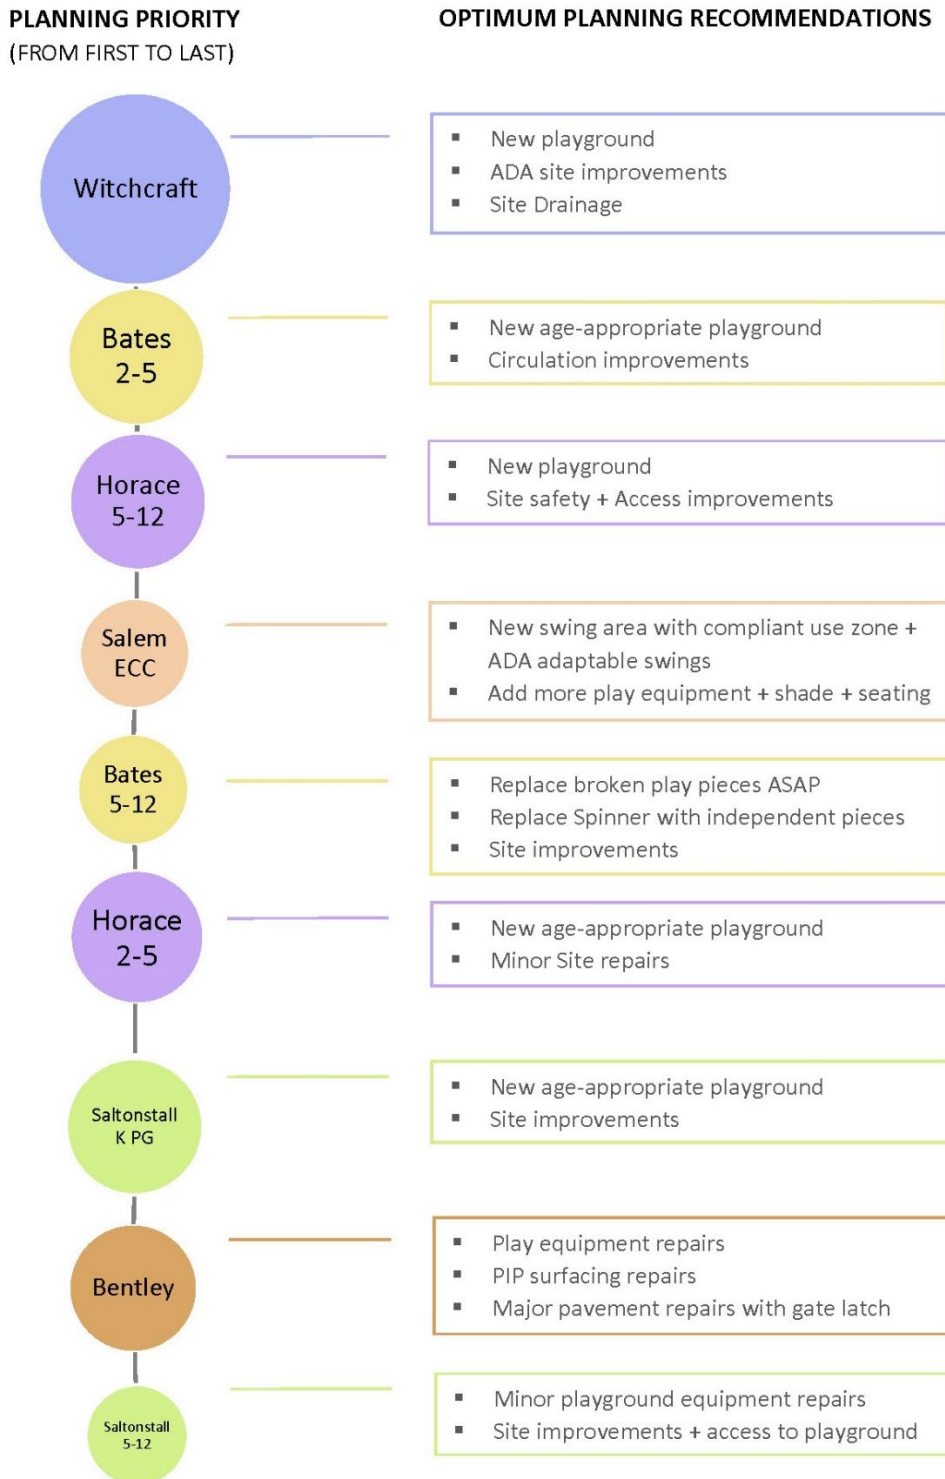 PLANNING PRIORITY
(FROM FIRST TO LAST)
OPTIMUM PLANNING RECOMMENDATIONS
Witchcraft
▪ New playground
▪ ADA site improvements
▪ Site Drainage
Bates
2-5
▪ New age-appropriate playground
▪ Circulation improvements
Horace
5-12
▪ New playground
▪ Site safety + Access improvements
Salem
ECC
▪ New swing area with compliant use zone +
ADA adaptable swings
▪ Add more play equipment + shade + seating
Bates
5-12
▪ Replace broken play pieces ASAP
▪ Replace Spinner with independent pieces
▪ Site improvements
Horace
2-5
▪ New age-appropriate playground
▪ Minor Site repairs
Saltonstall
K PG
▪ New age-appropriate playground
▪ Site improvements
Bentley
▪ Play equipment repairs
▪ PIP surfacing repairs
▪ Major pavement repairs with gate latch
Saltonstall
5-12
▪ Minor playground equipment repairs
▪ Site improvements + access to playground